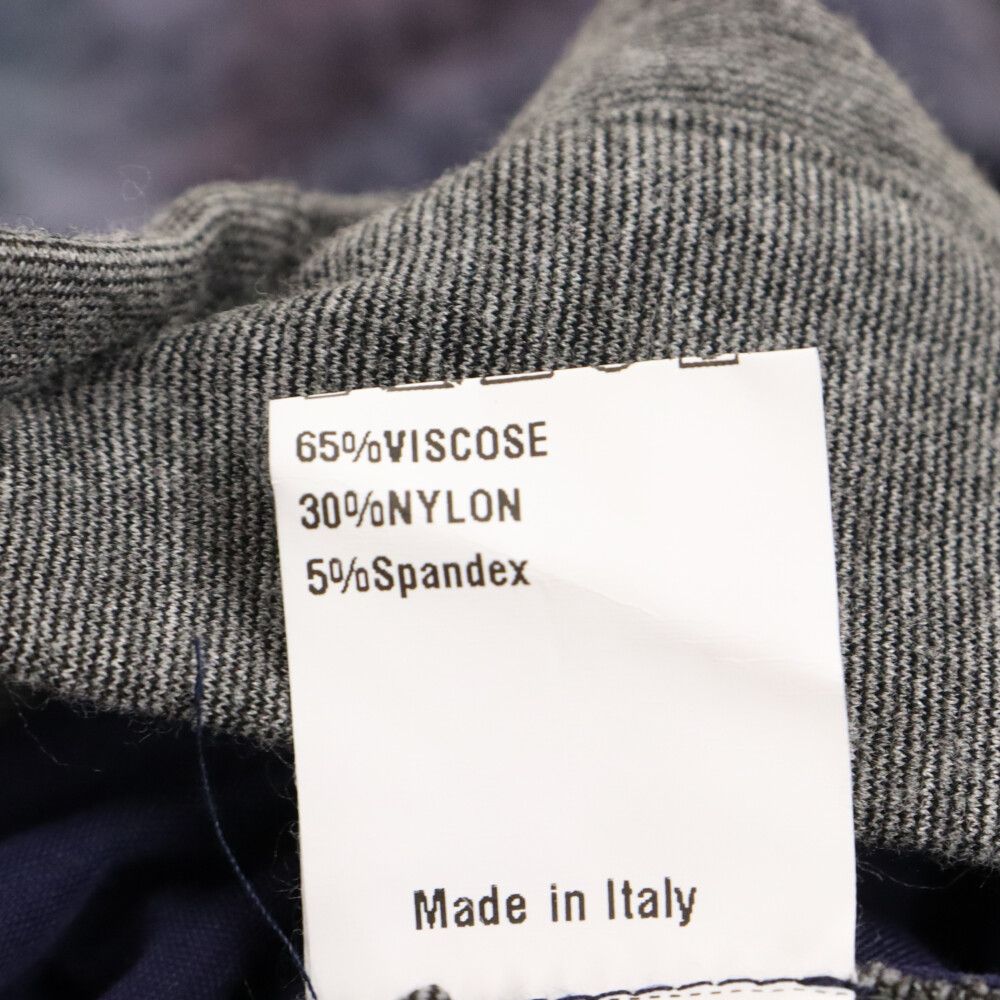 65%VISCOSE
30%NYLON
5%Spandex
Made in Italy